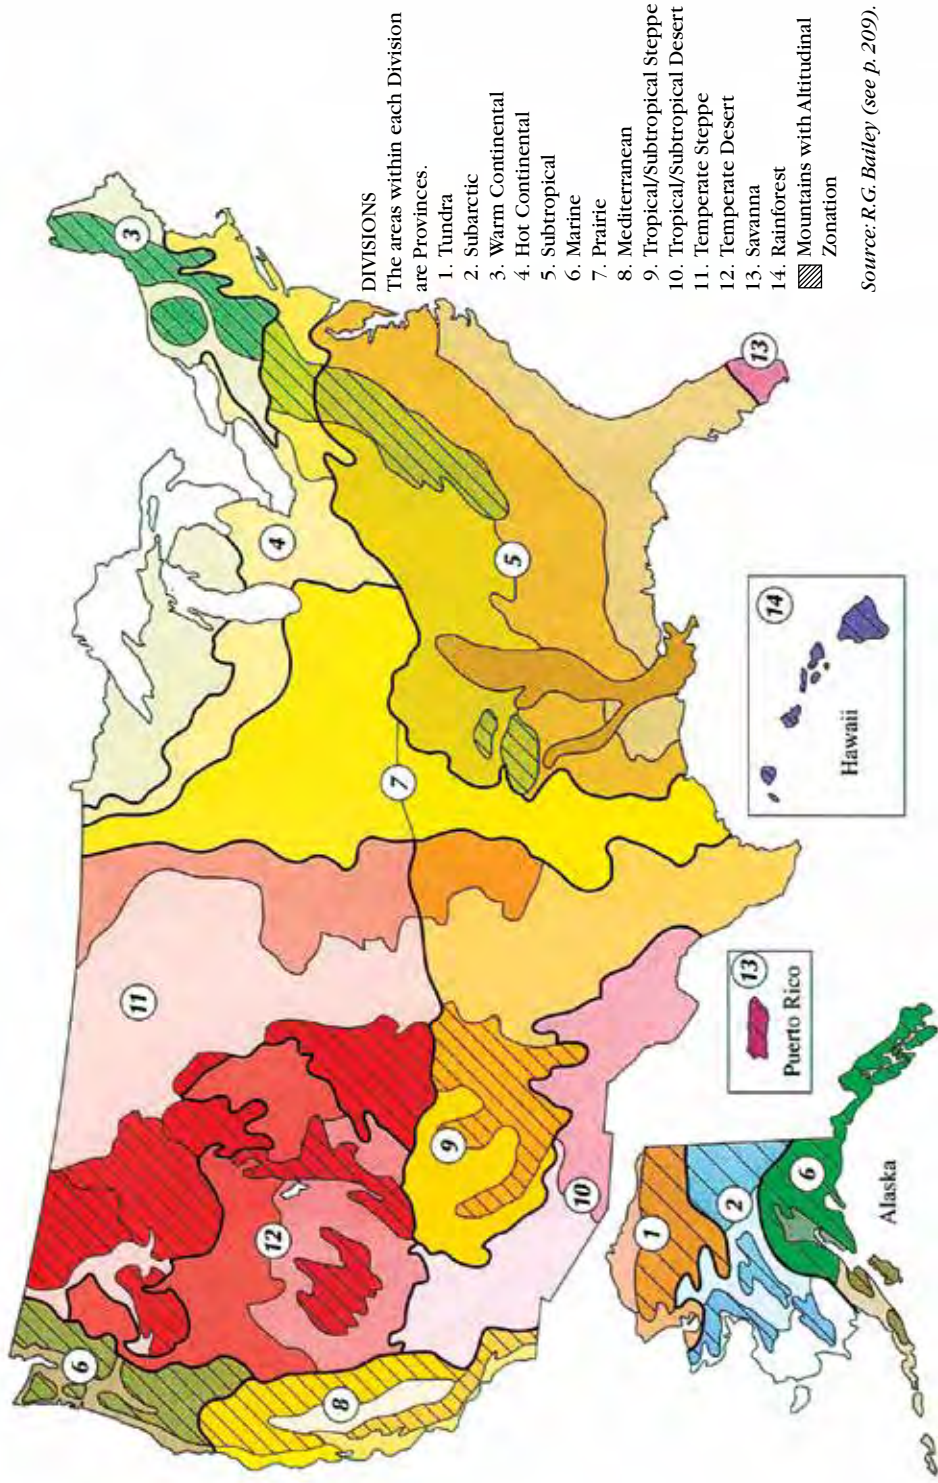 DIVISIONS
The areas within each Division
are Provinces.
1. Tundra
2. Subarctic
3. Warm Continental
4. Hot Continental
5. Subtropical
6. Marine
7. Prairie
8. Mediterranean
9. Tropical/Subtropical Steppe
10. Tropical/Subtropical Desert
11. Temperate Steppe
12. Temperate Desert
13. Savanna
14. Rainforest
Mountains with Altitudinal
Zonation
Source: R.G. Bailey (see p. 209).
6
11
3
12
7
4
8
9
5
10
13
1
2
6
Alaska
13
Puerto Rico
14
Hawaii